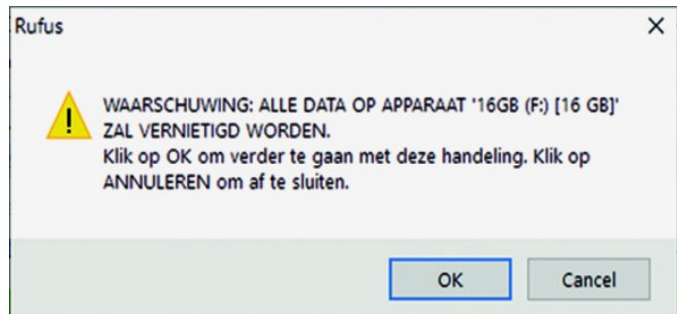 Rufus
WAARSCHUWING: ALLE DATA OP APPARAAT '16GB (F:) [16 GB]'
ZAL VERNIETIGD WORDEN.
Klik op OK om verder te gaan met deze handeling. Klik op
ANNULEREN om af te sluiten.
OK Cancel